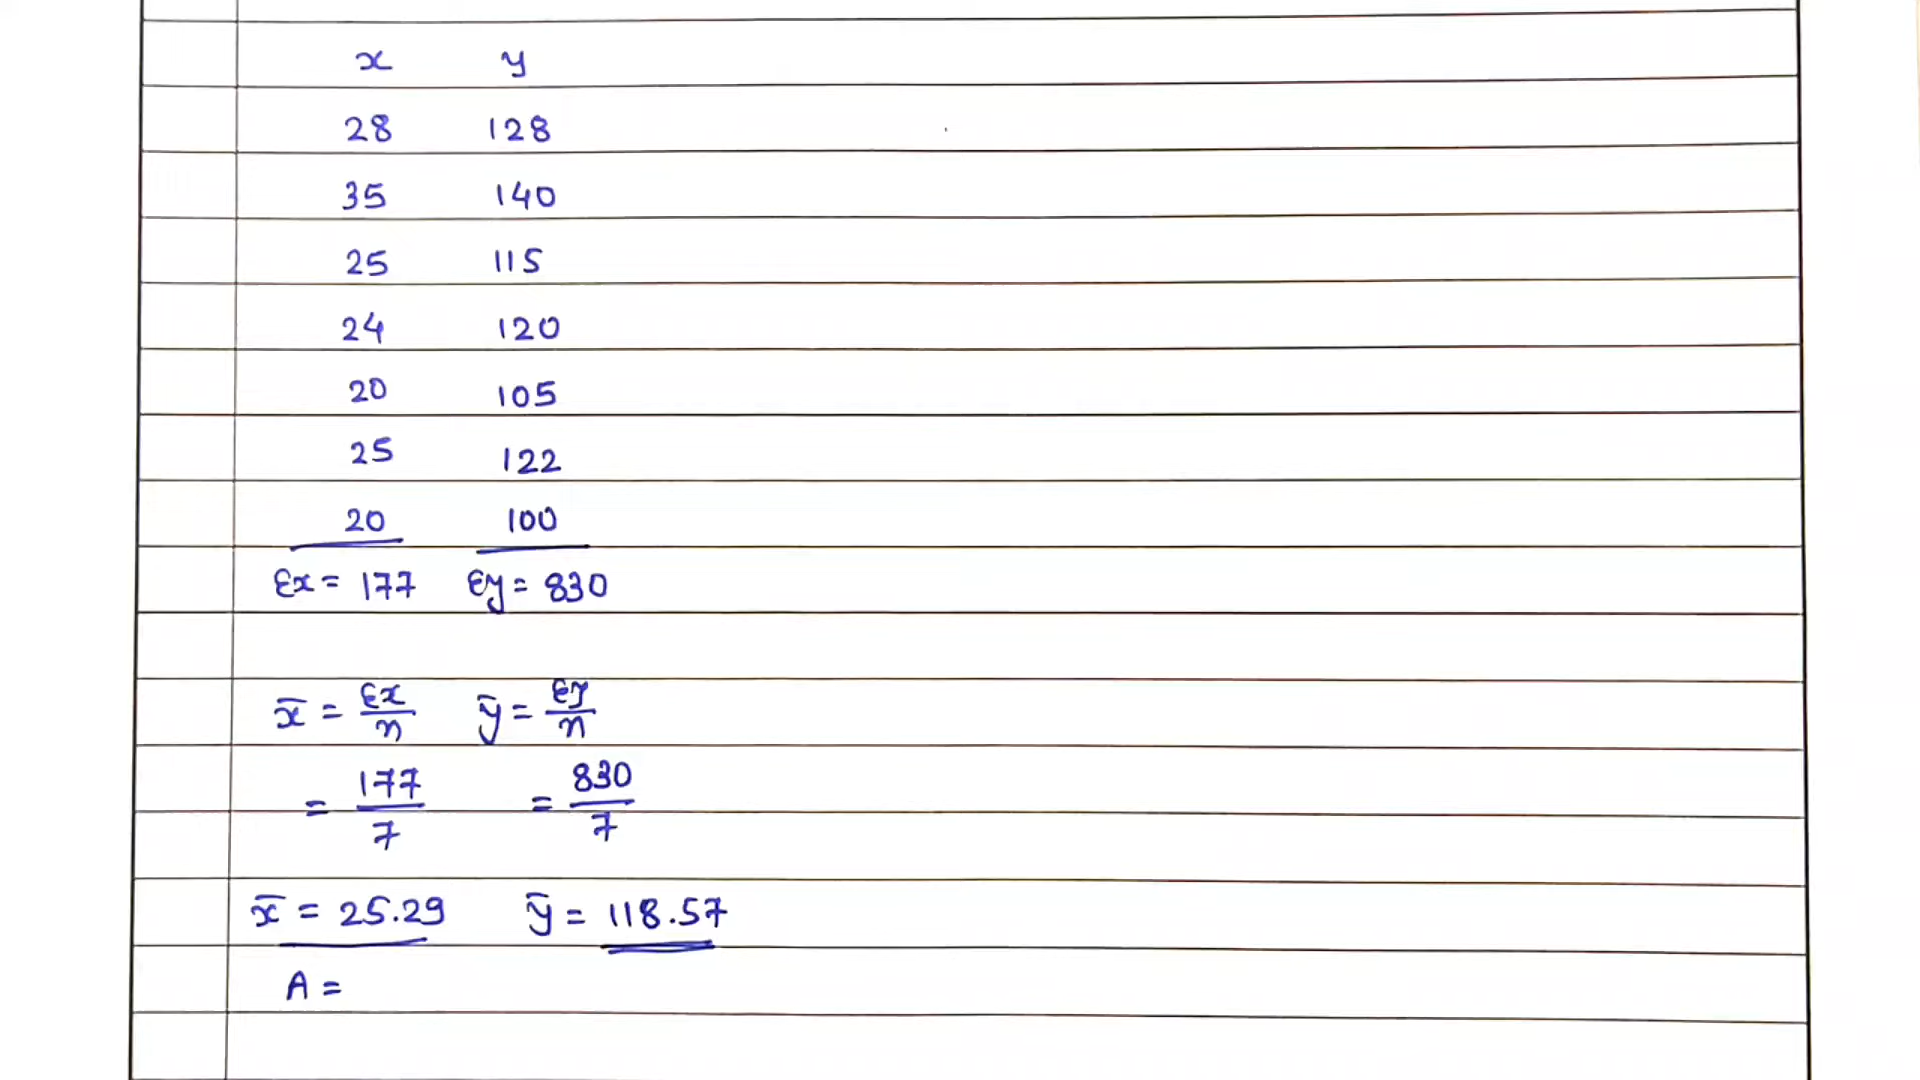 x y
28 128
35 140
25 115
24 120
20 105
25 122
20 100
Σx = 177 Σy = 830
x̄ = Σx/n ȳ = Σy/n
= 177/7 = 830/7
x̄ = 25.29 ȳ = 118.57
A =